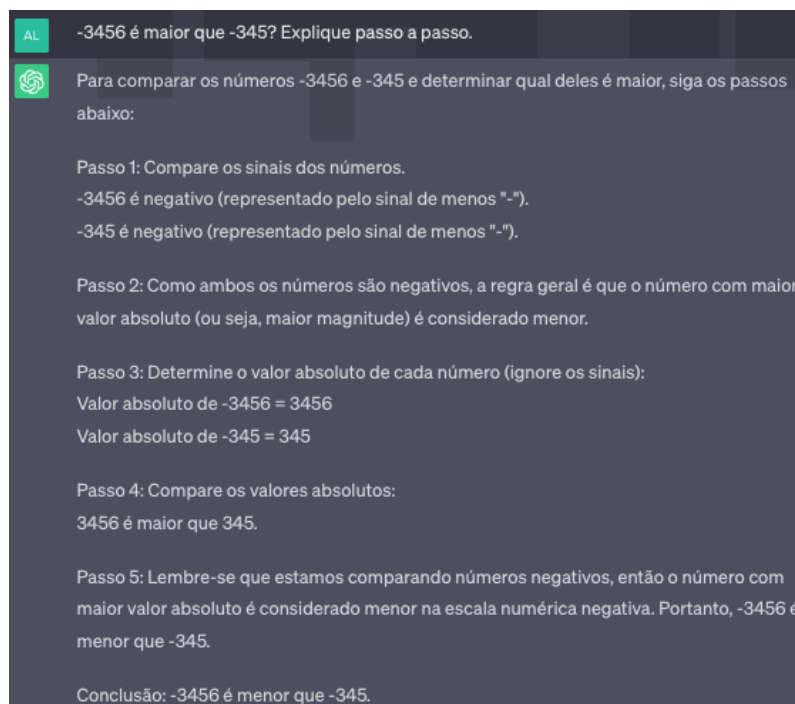 AL
-3456 é maior que -345? Explique passo a passo.
Para comparar os números -3456 e -345 e determinar qual deles é maior, siga os passos
abaixo:
Passo 1: Compare os sinais dos números.
-3456 é negativo (representado pelo sinal de menos "-").
-345 é negativo (representado pelo sinal de menos "-").
Passo 2: Como ambos os números são negativos, a regra geral é que o número com maior
valor absoluto (ou seja, maior magnitude) é considerado menor.
Passo 3: Determine o valor absoluto de cada número (ignore os sinais):
Valor absoluto de -3456 = 3456
Valor absoluto de -345 = 345
Passo 4: Compare os valores absolutos:
3456 é maior que 345.
Passo 5: Lembre-se que estamos comparando números negativos, então o número com
maior valor absoluto é considerado menor na escala numérica negativa. Portanto, -3456 é
menor que -345.
Conclusão: -3456 é menor que -345.